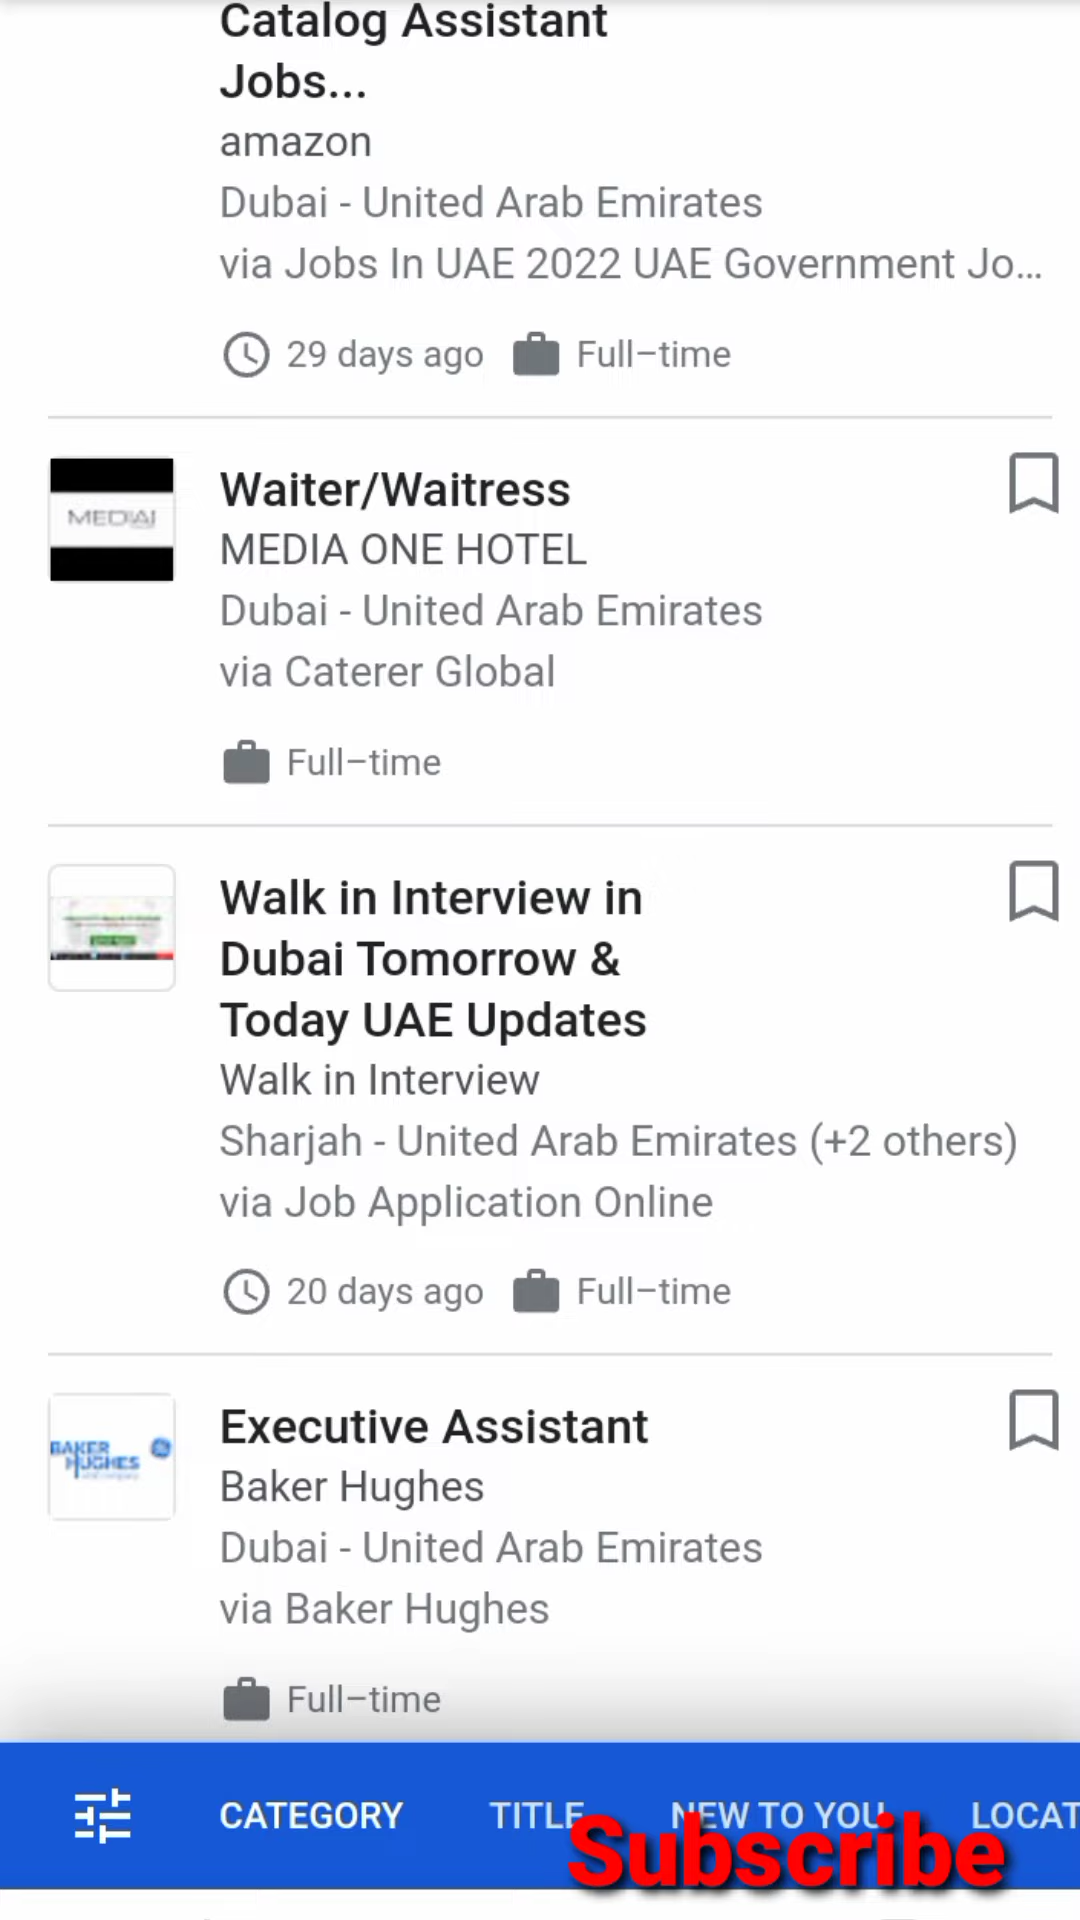 Catalog Assistant
Jobs...
amazon
Dubai - United Arab Emirates
via Jobs In UAE 2022 UAE Government Jo...
29 days ago Full-time
MEDIA
Waiter/Waitress
MEDIA ONE HOTEL
Dubai - United Arab Emirates
via Caterer Global
Full-time
Walk in Interview in
Dubai Tomorrow &
Today UAE Updates
Walk in Interview
Sharjah - United Arab Emirates (+2 others)
via Job Application Online
20 days ago Full-time
BAKER
HUGHES
Executive Assistant
Baker Hughes
Dubai - United Arab Emirates
via Baker Hughes
Full-time
CATEGORY TITLE NEW TO YOU LOCAT
Subscribe